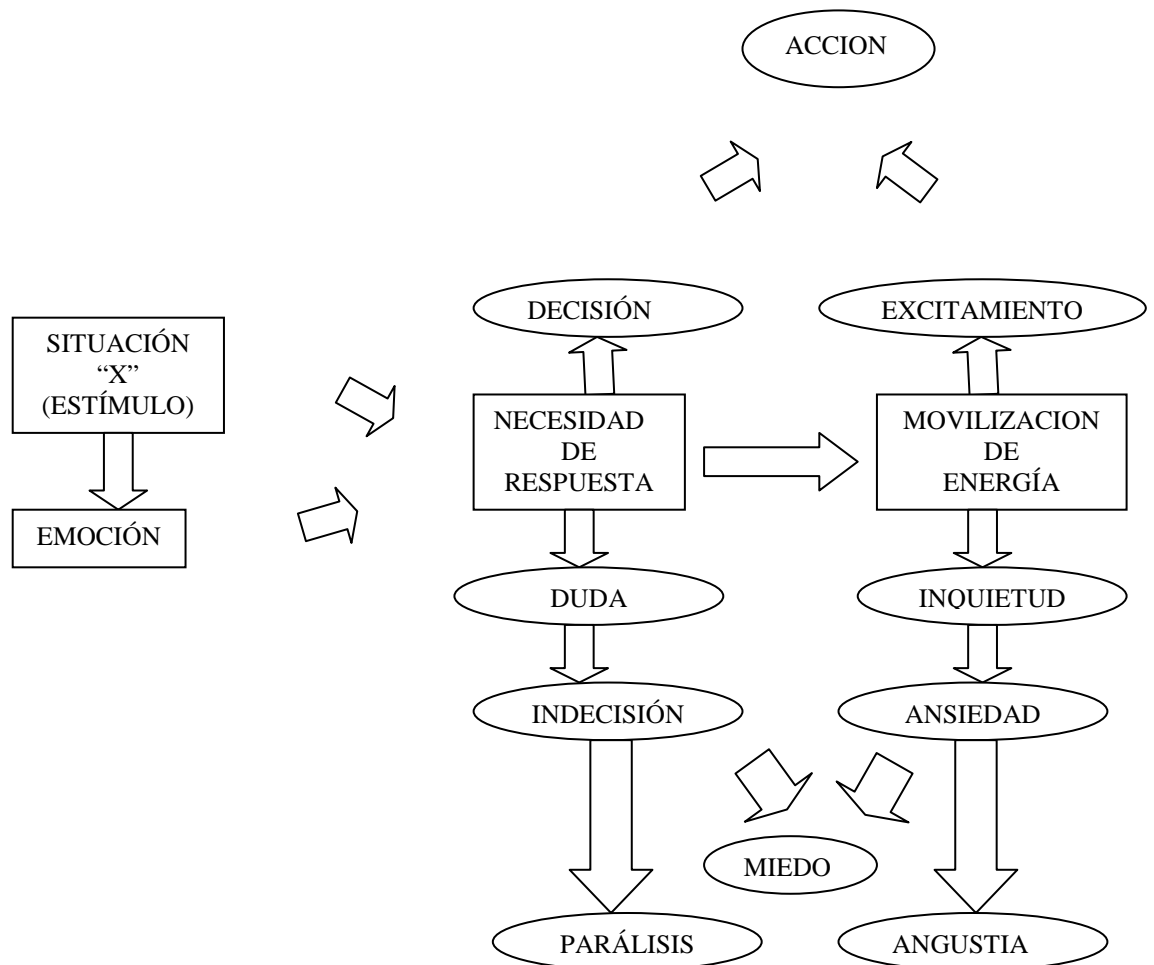 ACCION
DECISIÓN
EXCITAMIENTO
SITUACIÓN
“X”
(ESTÍMULO)
NECESIDAD
DE
RESPUESTA
MOVILIZACION
DE
ENERGÍA
EMOCIÓN
DUDA
INQUIETUD
INDECISIÓN
ANSIEDAD
MIEDO
PARÁLISIS
ANGUSTIA